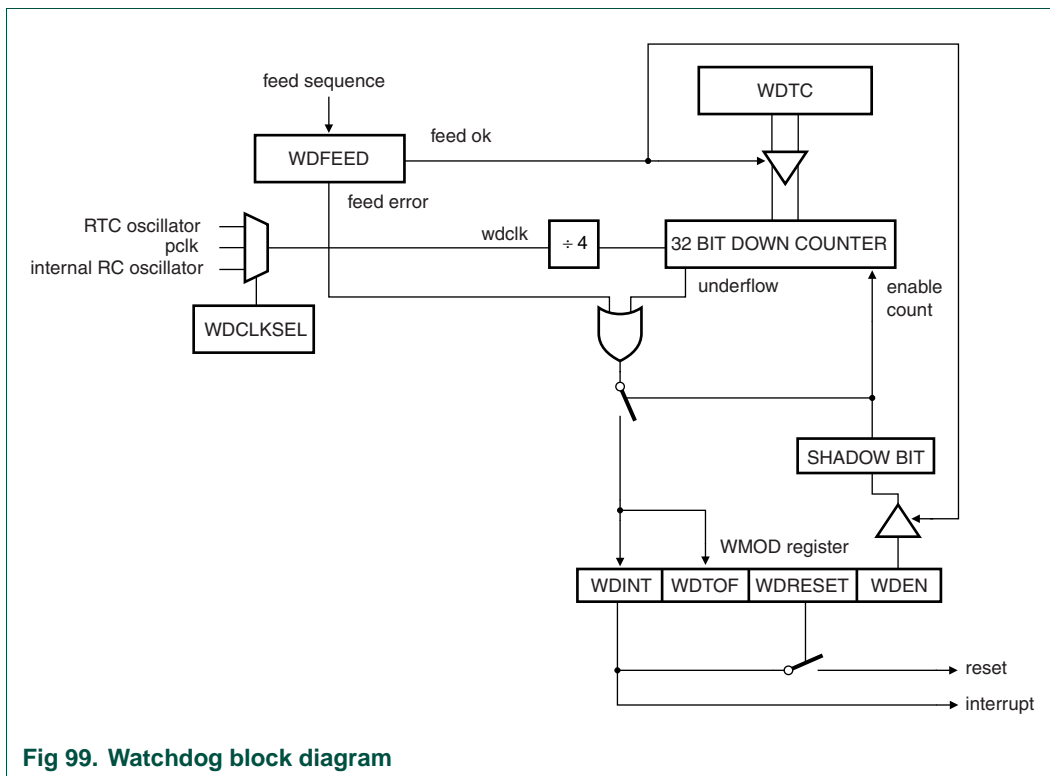 feed sequence
WDTC
feed ok
WDFEED
feed error
RTC oscillator
pclk
internal RC oscillator
wdclk
÷ 4
32 BIT DOWN COUNTER
underflow
enable
count
WDCLKSEL
SHADOW BIT
WMOD register
WDINT
WDTOF
WDRESET
WDEN
reset
interrupt
Fig 99. Watchdog block diagram